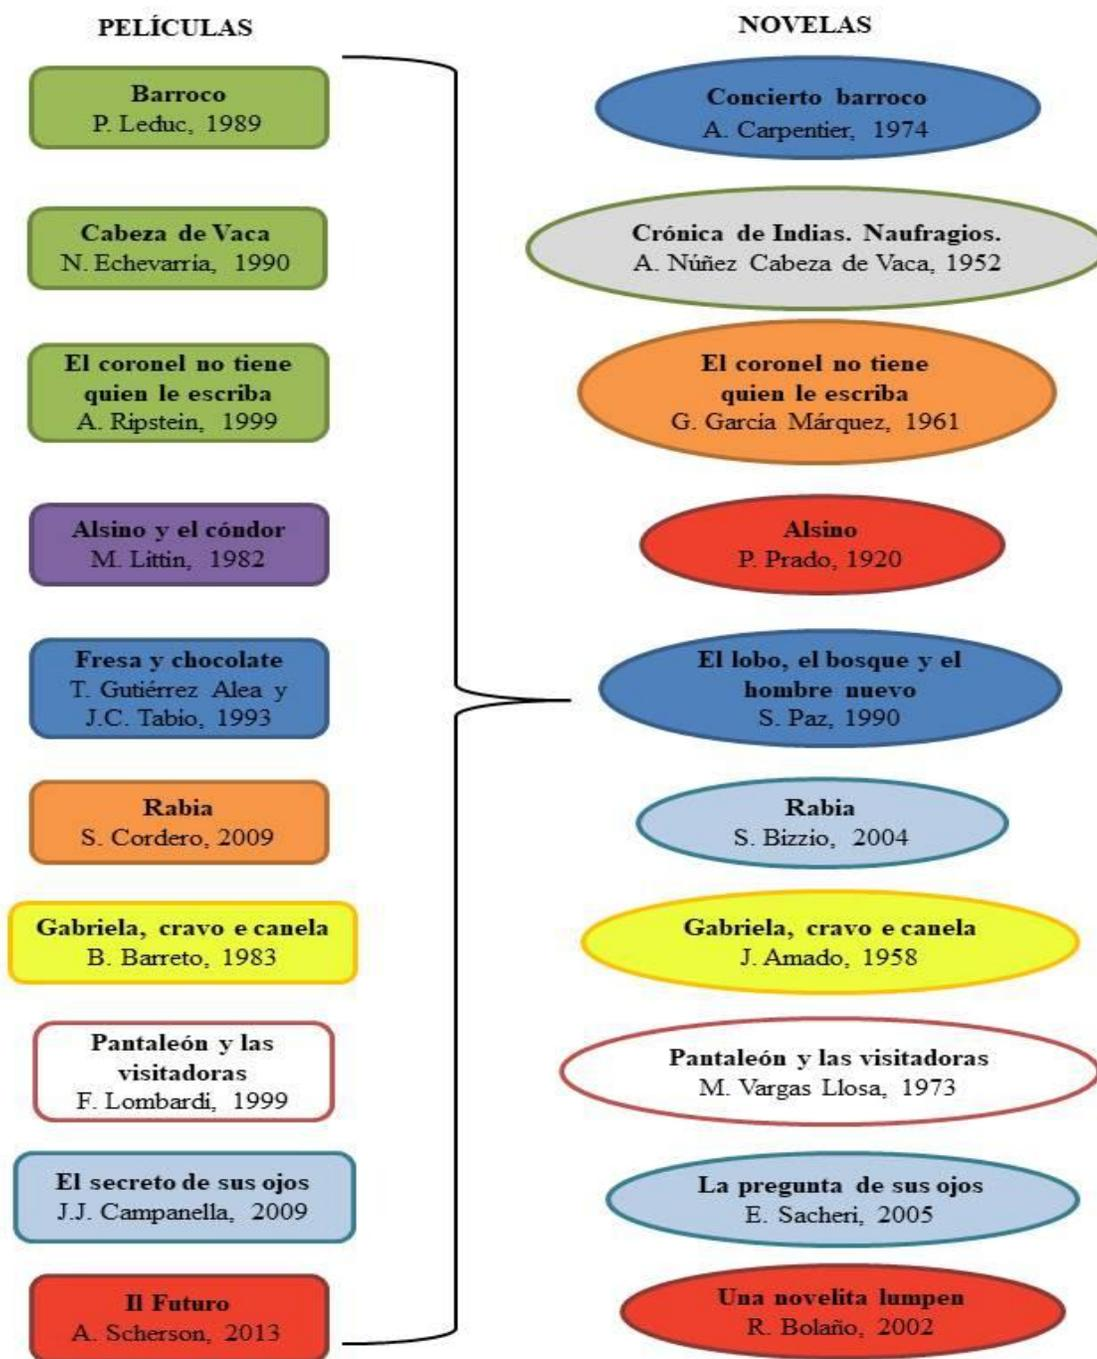 PELÍCULAS
NOVELAS
Barroco
P. Leduc, 1989
Concierto barroco
A. Carpentier, 1974
Cabeza de Vaca
N. Echevarría, 1990
Crónica de Indias. Naufragios.
A. Núñez Cabeza de Vaca, 1952
El coronel no tiene
quien le escriba
A. Ripstein, 1999
El coronel no tiene
quien le escriba
G. García Márquez, 1961
Alsino y el cóndor
M. Littin, 1982
Alsino
P. Prado, 1920
Fresa y chocolate
T. Gutiérrez Alea y
J.C. Tabio, 1993
El lobo, el bosque y el
hombre nuevo
S. Paz, 1990
Rabia
S. Cordero, 2009
Rabia
S. Bizzio, 2004
Gabriela, cravo e canela
B. Barreto, 1983
Gabriela, cravo e canela
J. Amado, 1958
Pantaleón y las
visitadoras
F. Lombardi, 1999
Pantaleón y las visitadoras
M. Vargas Llosa, 1973
El secreto de sus ojos
J.J. Campanella, 2009
La pregunta de sus ojos
E. Sacheri, 2005
Il Futuro
A. Scherson, 2013
Una novelita lumpen
R. Bolaño, 2002